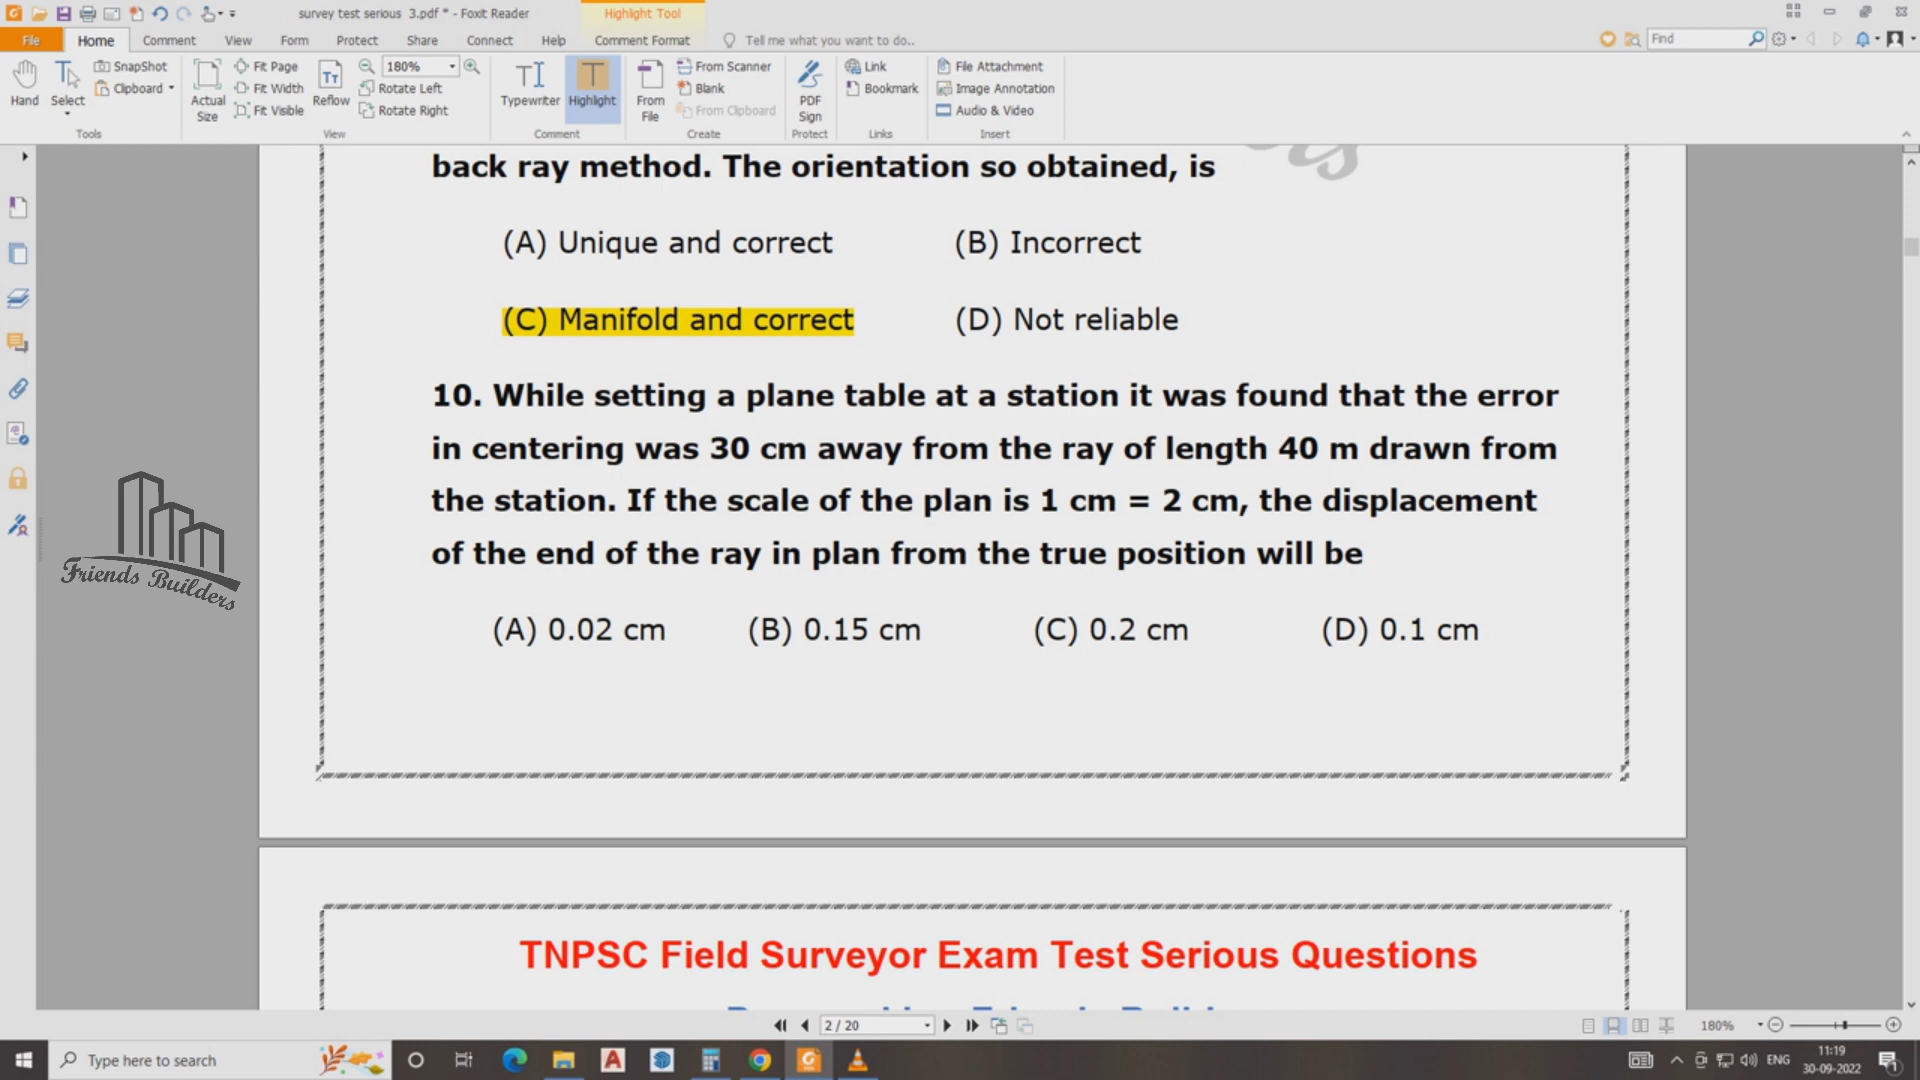 survey test serious 3.pdf * - Foxit Reader
Highlight Tool
File Home Comment View Form Protect Share Connect Help Comment Format Tell me what you want to do.. Find
Hand
Select
SnapShot
Clipboard
Tools
Actual Size
Fit Page
Fit Width
Fit Visible
Reflow
180%
Rotate Left
Rotate Right
View
Typewriter
Highlight
Comment
From File
From Scanner
Blank
From Clipboard
Create
PDF Sign
Protect
Link
Bookmark
Links
File Attachment
Image Annotation
Audio & Video
Insert
back ray method. The orientation so obtained, is
(A) Unique and correct (B) Incorrect
(C) Manifold and correct (D) Not reliable
10. While setting a plane table at a station it was found that the error
in centering was 30 cm away from the ray of length 40 m drawn from
the station. If the scale of the plan is 1 cm = 2 cm, the displacement
of the end of the ray in plan from the true position will be
(A) 0.02 cm (B) 0.15 cm (C) 0.2 cm (D) 0.1 cm
Friends Builders
TNPSC Field Surveyor Exam Test Serious Questions
2 / 20
180%
Type here to search
ENG
11:19
30-09-2022